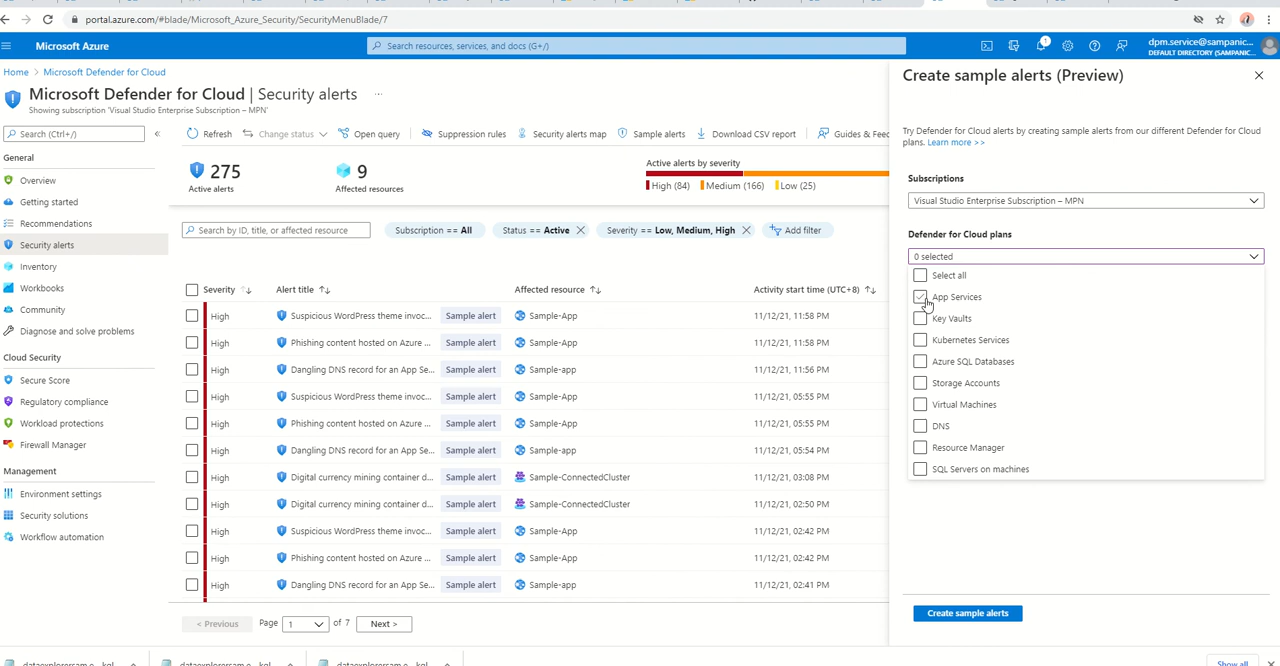 portal.azure.com/#blade/Microsoft_Azure_Security/SecurityMenuBlade/7
Microsoft Azure
Search resources, services, and docs (G+/)
1
dpm.service@sampanic...
DEFAULT DIRECTORY (SAMPANIC...
Home > Microsoft Defender for Cloud
Microsoft Defender for Cloud | Security alerts ...
Showing subscription 'Visual Studio Enterprise Subscription – MPN'
Search (Ctrl+/)
«
General
Overview
Getting started
Recommendations
Security alerts
Inventory
Workbooks
Community
Diagnose and solve problems
Cloud Security
Secure Score
Regulatory compliance
Workload protections
Firewall Manager
Management
Environment settings
Security solutions
Workflow automation
Refresh Change status Open query Suppression rules Security alerts map Sample alerts Download CSV report Guides & Feed
275
Active alerts
9
Affected resources
Active alerts by severity
High (84) Medium (166) Low (25)
Search by ID, title, or affected resource
Subscription == All Status == Active Severity == Low, Medium, High Add filter
Severity Alert title Affected resource Activity start time (UTC+8)
High Suspicious WordPress theme invoc... Sample alert Sample-App 11/12/21, 11:58 PM
High Phishing content hosted on Azure ... Sample alert Sample-App 11/12/21, 11:58 PM
High Dangling DNS record for an App Se... Sample alert Sample-app 11/12/21, 11:56 PM
High Suspicious WordPress theme invoc... Sample alert Sample-App 11/12/21, 05:55 PM
High Phishing content hosted on Azure ... Sample alert Sample-App 11/12/21, 05:55 PM
High Dangling DNS record for an App Se... Sample alert Sample-app 11/12/21, 05:54 PM
High Digital currency mining container d... Sample alert Sample-ConnectedCluster 11/12/21, 03:08 PM
High Digital currency mining container d... Sample alert Sample-ConnectedCluster 11/12/21, 02:50 PM
High Suspicious WordPress theme invoc... Sample alert Sample-App 11/12/21, 02:42 PM
High Phishing content hosted on Azure ... Sample alert Sample-App 11/12/21, 02:42 PM
High Dangling DNS record for an App Se... Sample alert Sample-app 11/12/21, 02:41 PM
< Previous Page 1 of 7 Next >
Create sample alerts (Preview)
Try Defender for Cloud alerts by creating sample alerts from our different Defender for Cloud
plans. Learn more >>
Subscriptions
Visual Studio Enterprise Subscription – MPN
Defender for Cloud plans
0 selected
Select all
App Services
Key Vaults
Kubernetes Services
Azure SQL Databases
Storage Accounts
Virtual Machines
DNS
Resource Manager
SQL Servers on machines
Create sample alerts
Show all